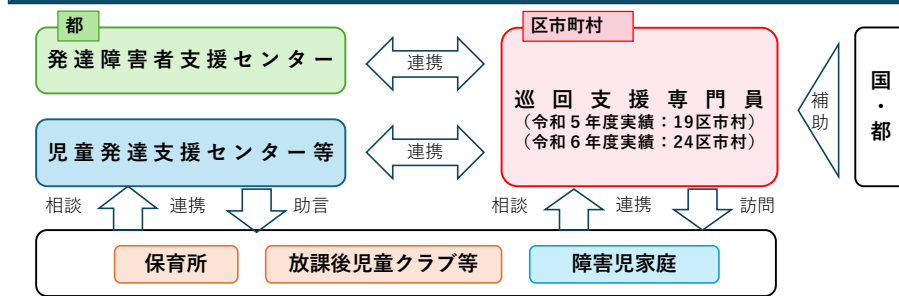 都
発達障害者支援センター
連携
区市町村
巡回支援専門員
（令和５年度実績：19区市村）
（令和６年度実績：24区市村）
補助
国・都
児童発達支援センター等
連携
相談 連携 助言
相談 連携 訪問
保育所
放課後児童クラブ等
障害児家庭